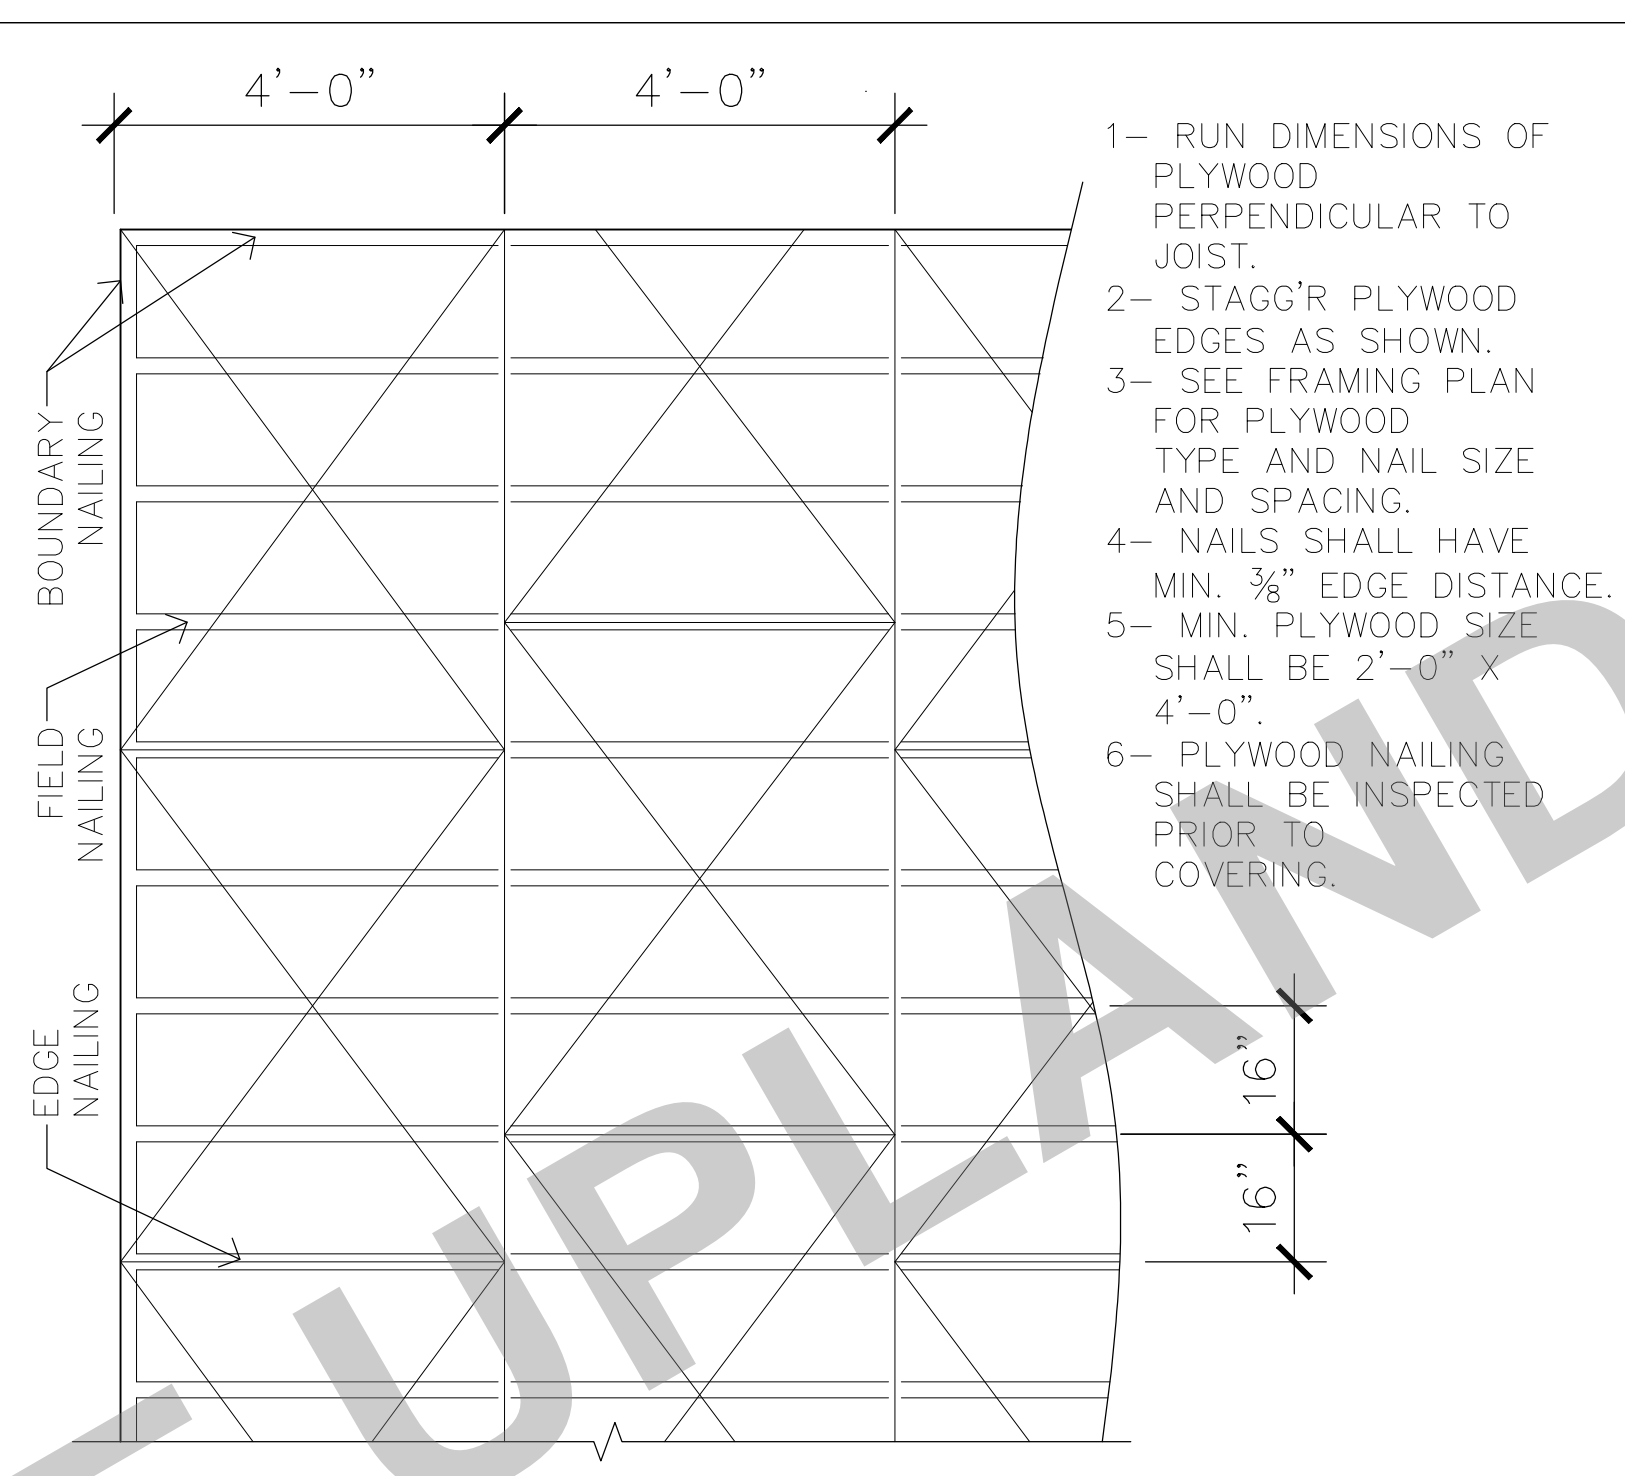 4'-0"
4'-0"
1- RUN DIMENSIONS OF
PLYWOOD
PERPENDICULAR TO
JOIST.
2- STAGG'R PLYWOOD
EDGES AS SHOWN.
3- SEE FRAMING PLAN
FOR PLYWOOD
TYPE AND NAIL SIZE
AND SPACING.
4- NAILS SHALL HAVE
MIN. 3/8" EDGE DISTANCE.
5- MIN. PLYWOOD SIZE
SHALL BE 2'-0" X
4'-0".
6- PLYWOOD NAILING
SHALL BE INSPECTED
PRIOR TO
COVERING.
BOUNDARY
NAILING
FIELD
NAILING
EDGE
NAILING
16"
16"
UPLAND